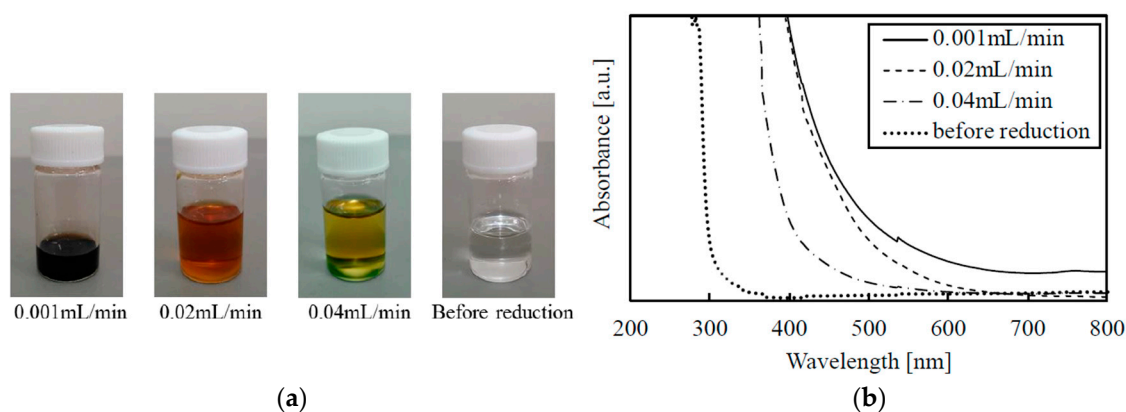 0.001mL/min
0.02mL/min
0.04mL/min
Before reduction
(a)
Absorbance [a.u.]
0.001mL/min
0.02mL/min
0.04mL/min
before reduction
200 300 400 500 600 700 800
Wavelength [nm]
(b)